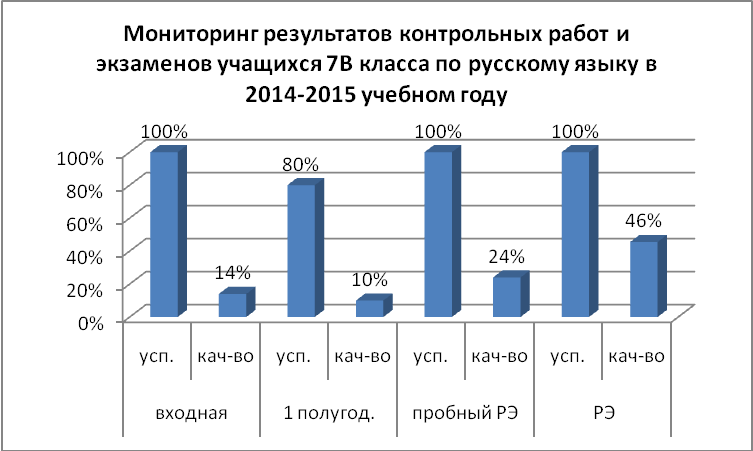 Мониторинг результатов контрольных работ и
экзаменов учащихся 7В класса по русскому языку в
2014-2015 учебном году
100% 100% 100%
80%
46%
24%
14%
10%
100%
80%
60%
40%
20%
0%
усп. кач-во усп. кач-во усп. кач-во усп. кач-во
входная 1 полугод. пробный РЭ РЭ